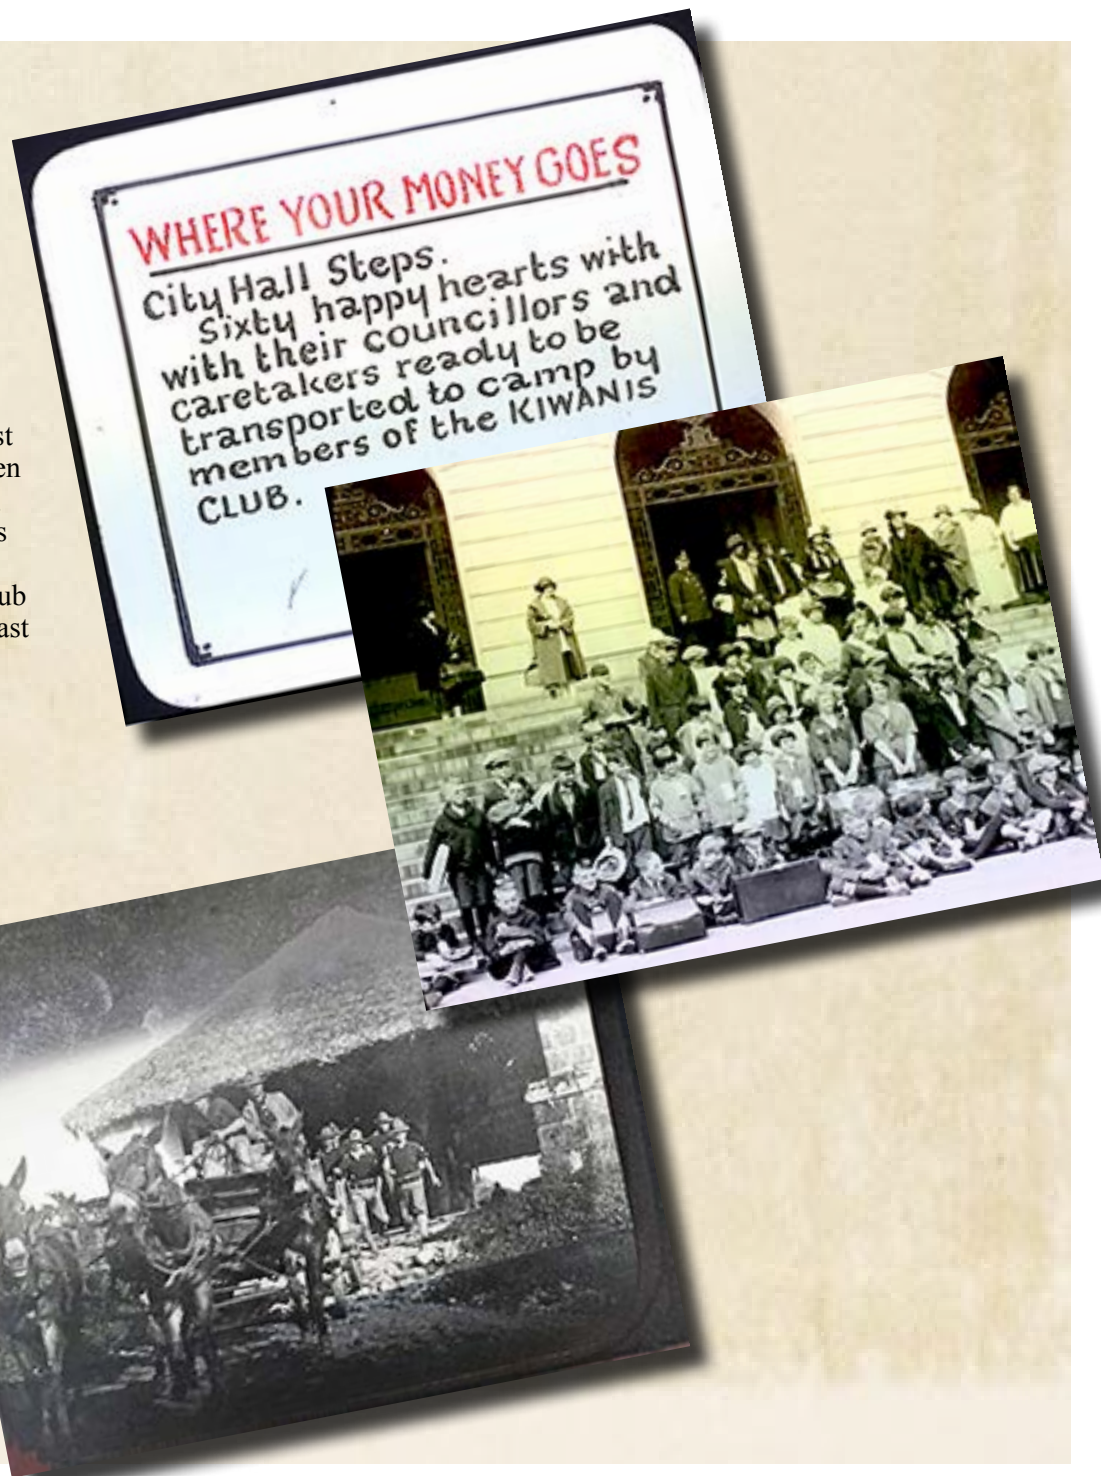 WHERE YOUR MONEY GOES
City Hall Steps.
Sixty happy hearts with
with their councillors and
caretakers ready to be
transported to camp by
members of the KIWANIS
CLUB.